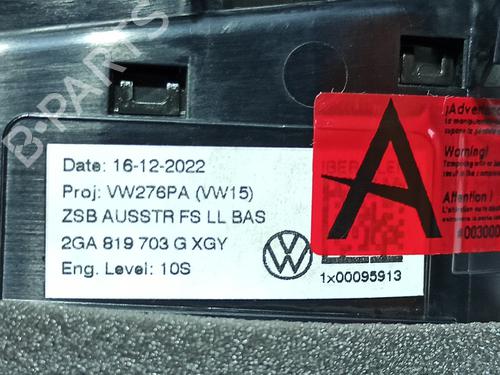 B-PARTS
Date: 16-12-2022
Proj: VW276PA (VW15)
ZSB AUSSTR FS LL BAS
2GA 819 703 G XGY
Eng. Level: 10S
1x00095913
A
Warning!
Attention !